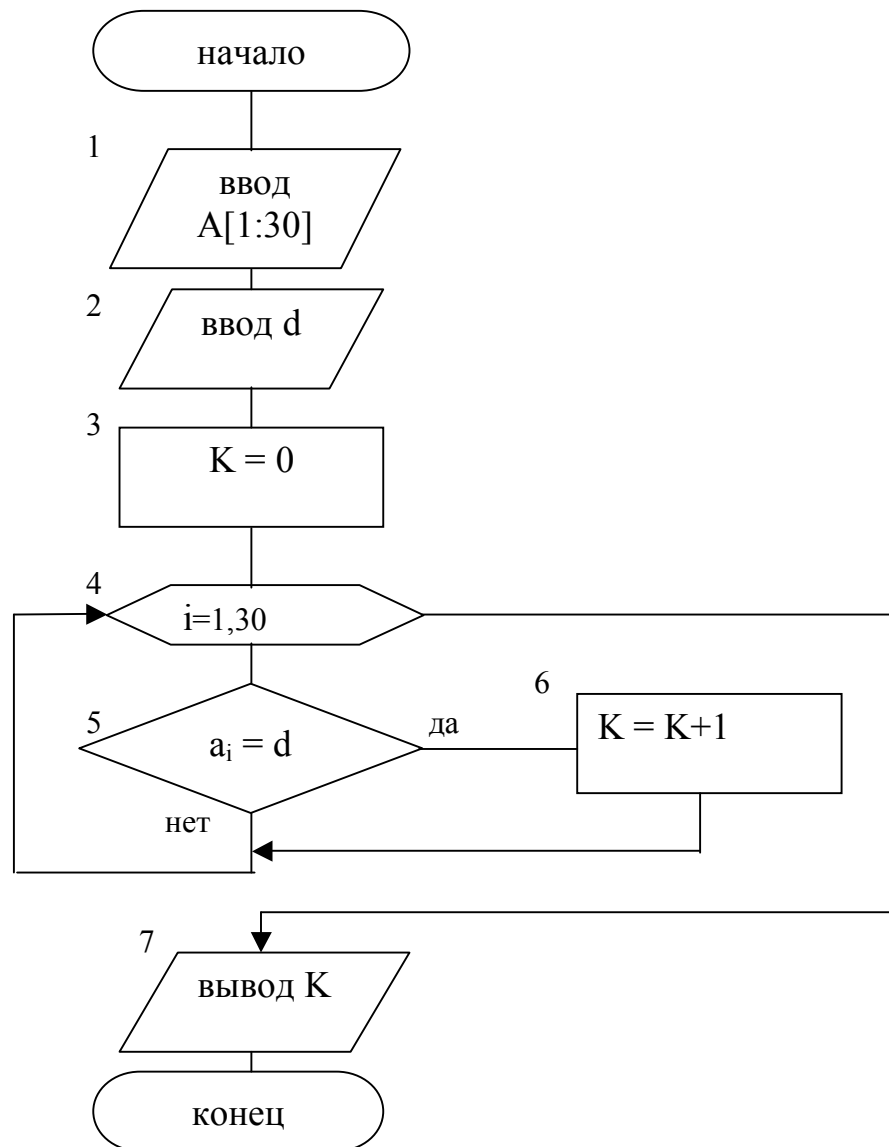 начало
1
ввод
A[1:30]
2
ввод d
3
K = 0
4
i=1,30
5
aᵢ = d
да
6
K = K+1
нет
7
вывод K
конец